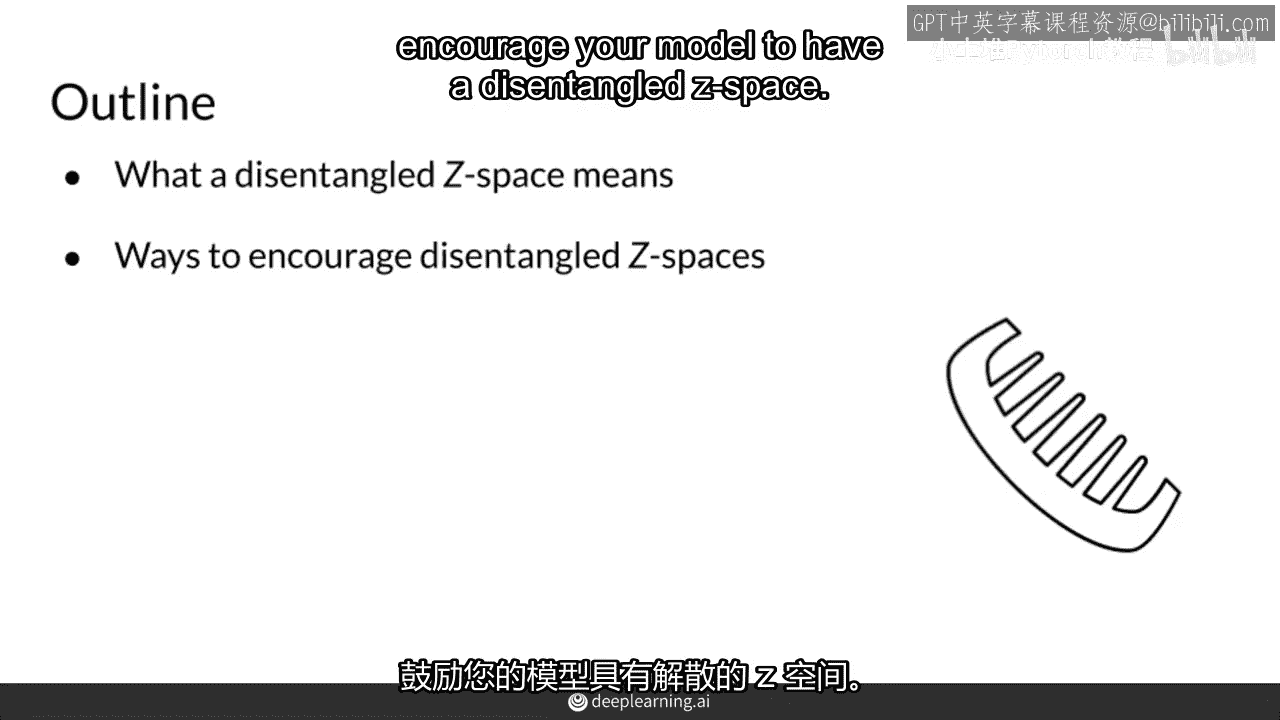 GPT中英字幕课程资源@bilibili.com
encourage your model to have
a disentangled z-space.
Outline
• What a disentangled Z-space means
• Ways to encourage disentangled Z-spaces
鼓励您的模型具有解散的 z 空间。
deeplearning.ai